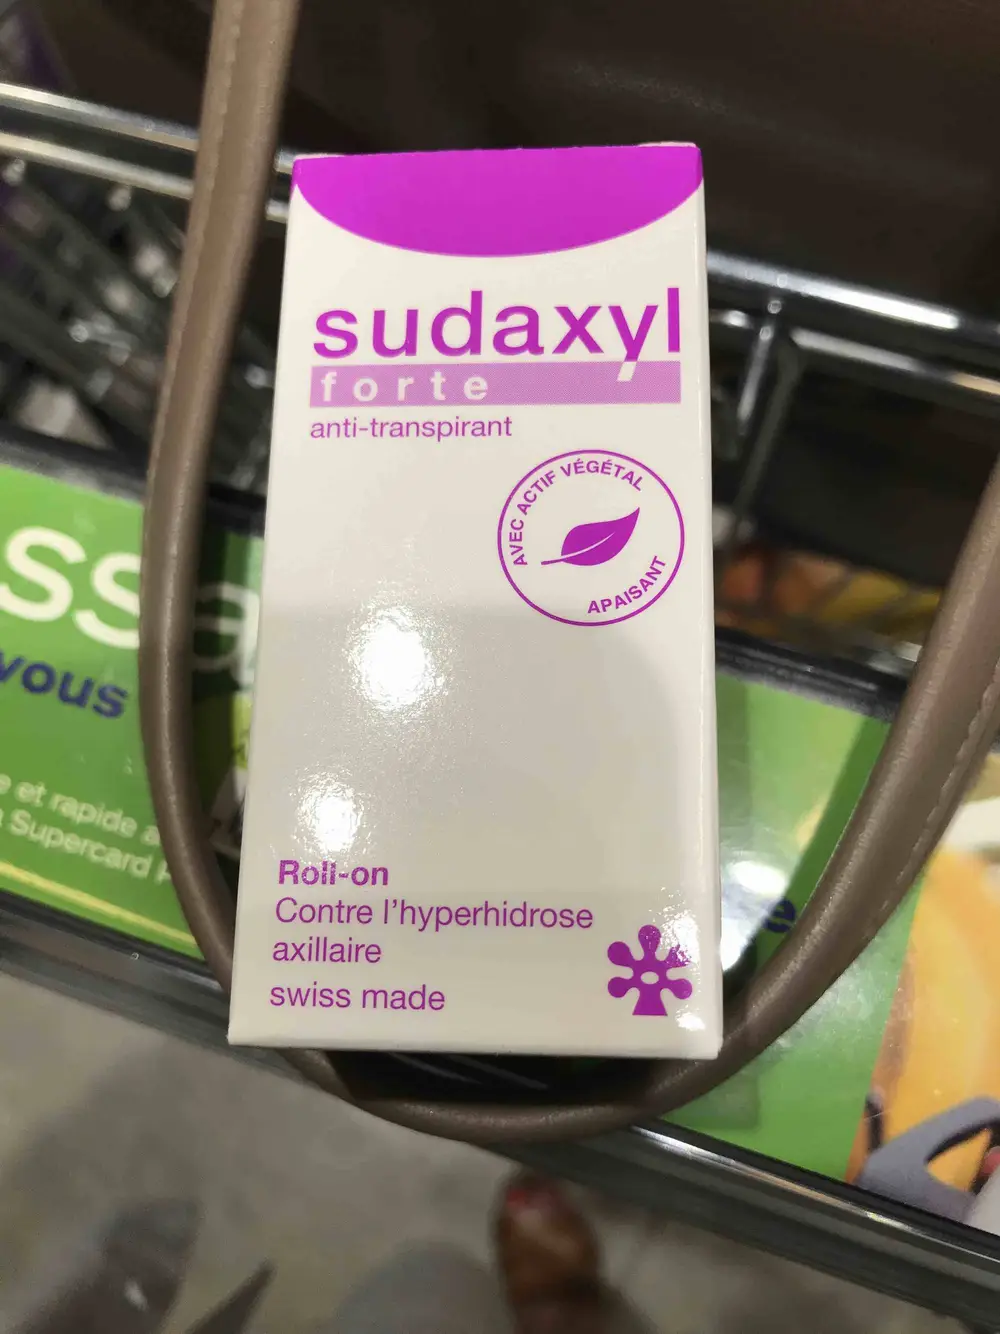 sudaxyl
forte
anti-transpirant
AVEC ACTIF VÉGÉTAL
APAISANT
Roll-on
Contre l'hyperhidrose
axillaire
swiss made
vous
et rapide
Supercard